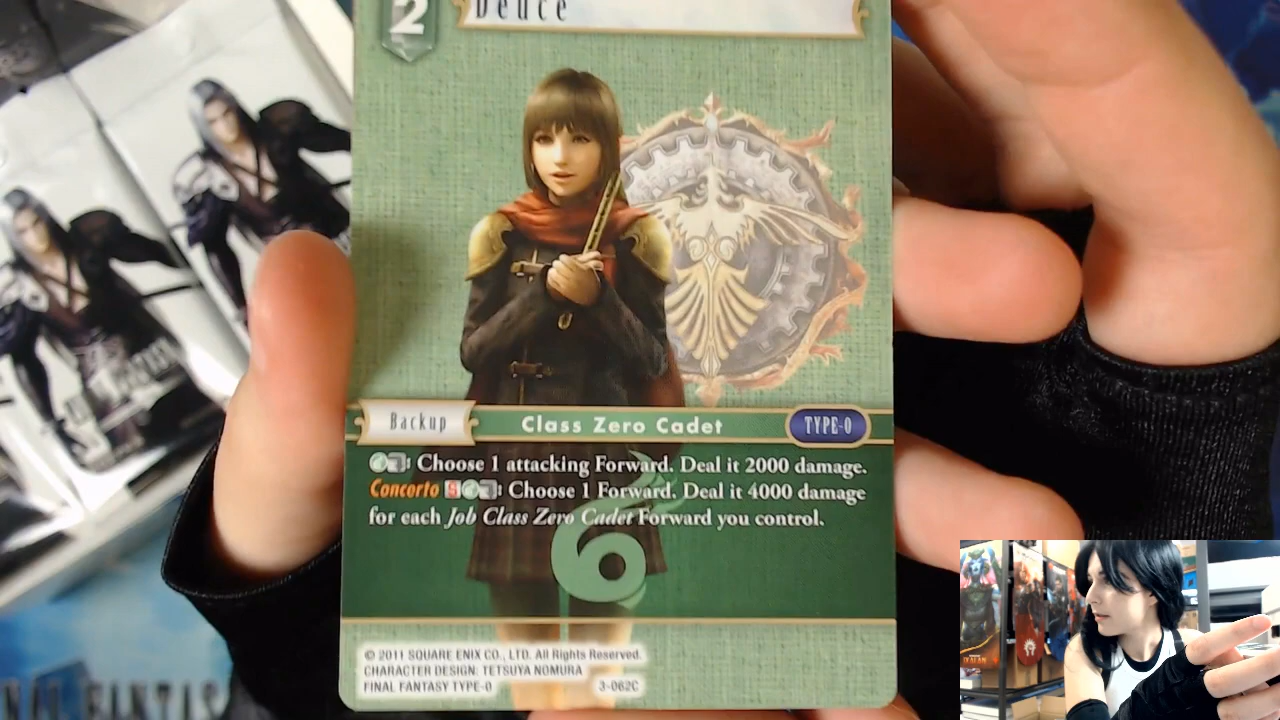 2
Deuce
Backup
Class Zero Cadet
TYPE-0
: Choose 1 attacking Forward. Deal it 2000 damage.
Concerto S: Choose 1 Forward. Deal it 4000 damage
for each Job Class Zero Cadet Forward you control.
6
© 2011 SQUARE ENIX CO., LTD. All Rights Reserved.
CHARACTER DESIGN: TETSUYA NOMURA
FINAL FANTASY TYPE-0
3-062C